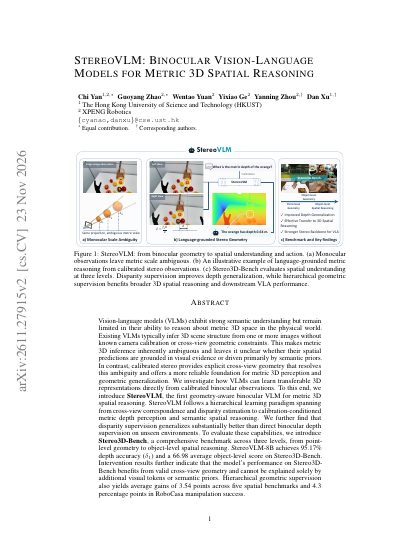 STEREOVLM: BINOCULAR VISION-LANGUAGE
MODELS FOR METRIC 3D SPATIAL REASONING
Chi Yan1,2,* Guoyang Zhao2,* Wentao Yuan2 Yixiao Ge2 Yanning Zhou2,† Dan Xu1,†
1 The Hong Kong University of Science and Technology (HKUST)
2 XPENG Robotics
{cyanao,danxu}@cse.ust.hk
* Equal contribution. † Corresponding authors.
arXiv:2611.27915v2 [cs.CV] 23 Nov 2026
StereoVLM
a) Monocular Scale Ambiguity
b) Language-grounded Stereo Geometry
c) Benchmark and Key findings
Figure 1: StereoVLM: from binocular geometry to spatial understanding and action. (a) Monocular
observations leave metric scale ambiguous. (b) An illustrative example of language-grounded metric
reasoning from calibrated stereo observations. (c) Stereo3D-Bench evaluates spatial understanding
at three levels. Disparity supervision improves depth generalization, while hierarchical geometric
supervision benefits broader 3D spatial reasoning and downstream VLA performance.
ABSTRACT
Vision-language models (VLMs) exhibit strong semantic understanding but remain
limited in their ability to reason about metric 3D space in the physical world.
Existing VLMs typically infer 3D scene structure from one or more images without
known camera calibration or cross-view geometric constraints. This makes metric
3D inference inherently ambiguous and leaves it unclear whether their spatial
predictions are grounded in visual evidence or driven primarily by semantic priors.
In contrast, calibrated stereo provides explicit cross-view geometry that resolves
this ambiguity and offers a more reliable foundation for metric 3D perception and
geometric generalization. We investigate how VLMs can learn transferable 3D
representations directly from calibrated binocular observations. To this end, we
introduce StereoVLM, the first geometry-aware binocular VLM for metric 3D
spatial reasoning. StereoVLM follows a hierarchical learning paradigm spanning
from cross-view correspondence and disparity estimation to calibration-conditioned
metric depth perception and semantic spatial reasoning. We further find that
disparity supervision generalizes substantially better than direct binocular depth
supervision on unseen environments. To evaluate these capabilities, we introduce
Stereo3D-Bench, a comprehensive benchmark across three levels, from point-
level geometry to object-level spatial reasoning. StereoVLM-8B achieves 95.17%
depth accuracy (δ1) and a 66.98 average object-level score on Stereo3D-Bench.
Intervention results further indicate that the model's performance on Stereo3D-
Bench benefits from valid cross-view geometry and cannot be explained solely by
additional visual tokens or semantic priors. Hierarchical geometric supervision
also yields average gains of 3.54 points across five spatial benchmarks and 4.3
percentage points in RoboCasa manipulation success.
1